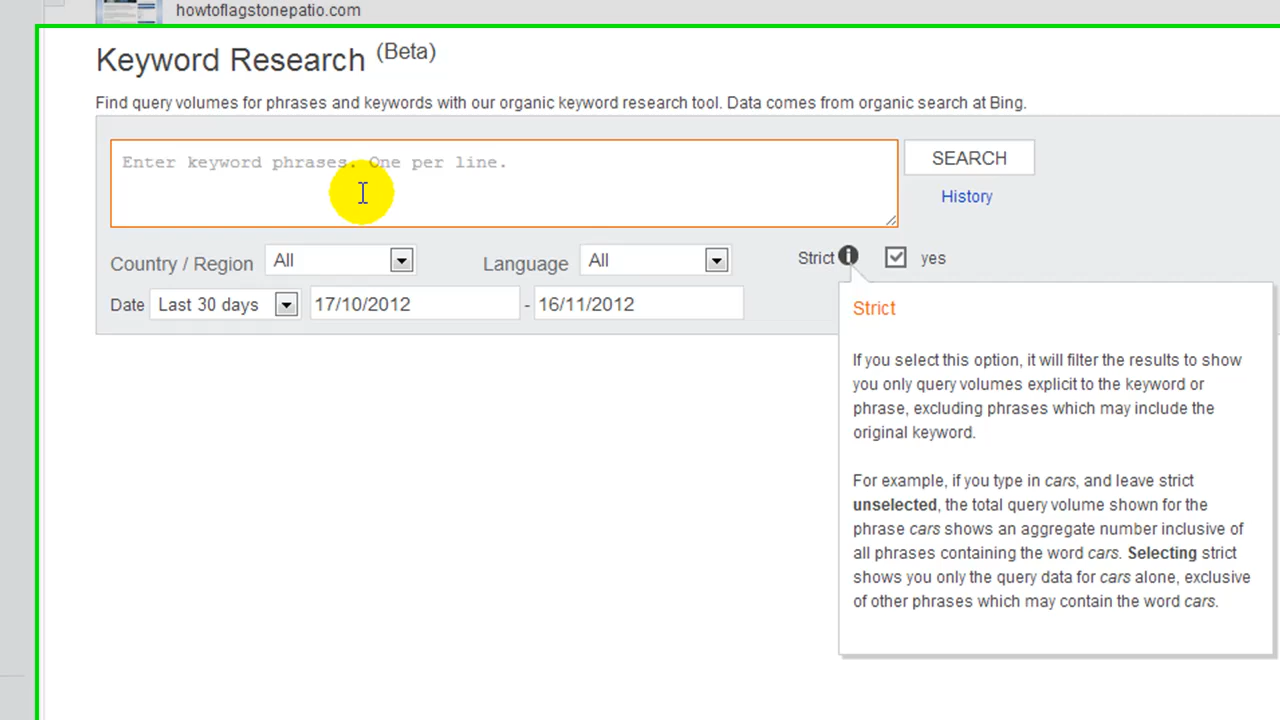 howtoflagstonepatio.com
Keyword Research (Beta)
Find query volumes for phrases and keywords with our organic keyword research tool. Data comes from organic search at Bing.
Enter keyword phrases. One per line.
SEARCH
History
Country / Region All Language All Strict yes
Date Last 30 days 17/10/2012 - 16/11/2012
Strict
If you select this option, it will filter the results to show
you only query volumes explicit to the keyword or
phrase, excluding phrases which may include the
original keyword.
For example, if you type in cars, and leave strict
unselected, the total query volume shown for the
phrase cars shows an aggregate number inclusive of
all phrases containing the word cars. Selecting strict
shows you only the query data for cars alone, exclusive
of other phrases which may contain the word cars.